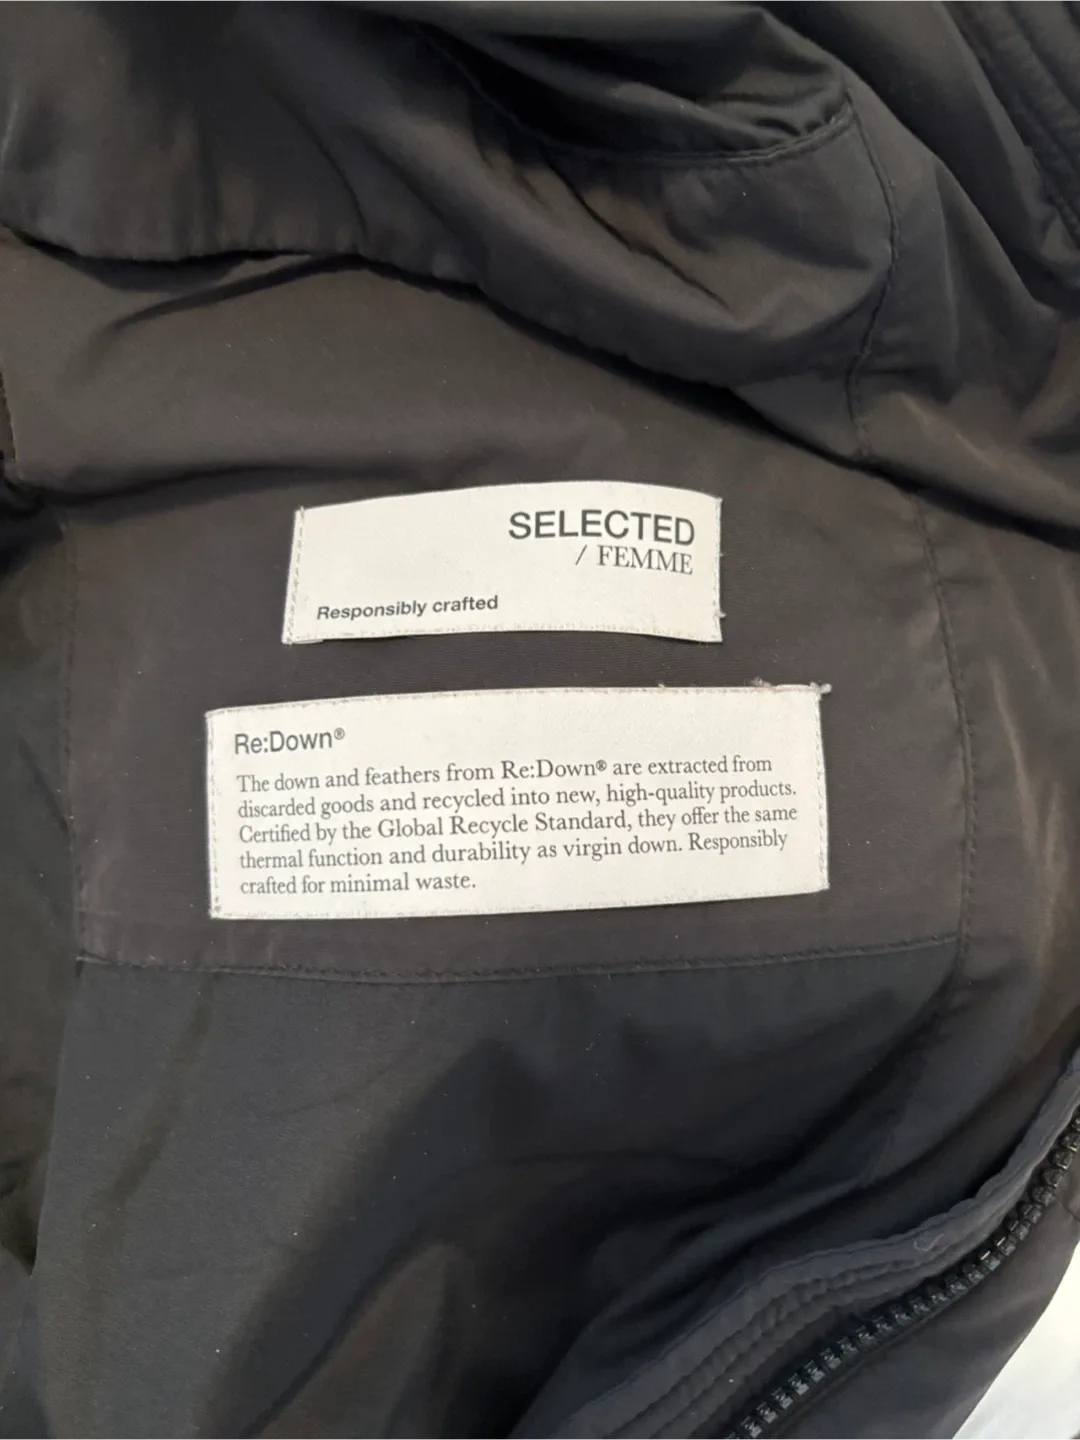 SELECTED
/ FEMME
Responsibly crafted
Re:Down®
The down and feathers from Re:Down® are extracted from
discarded goods and recycled into new, high-quality products.
Certified by the Global Recycle Standard, they offer the same
thermal function and durability as virgin down. Responsibly
crafted for minimal waste.